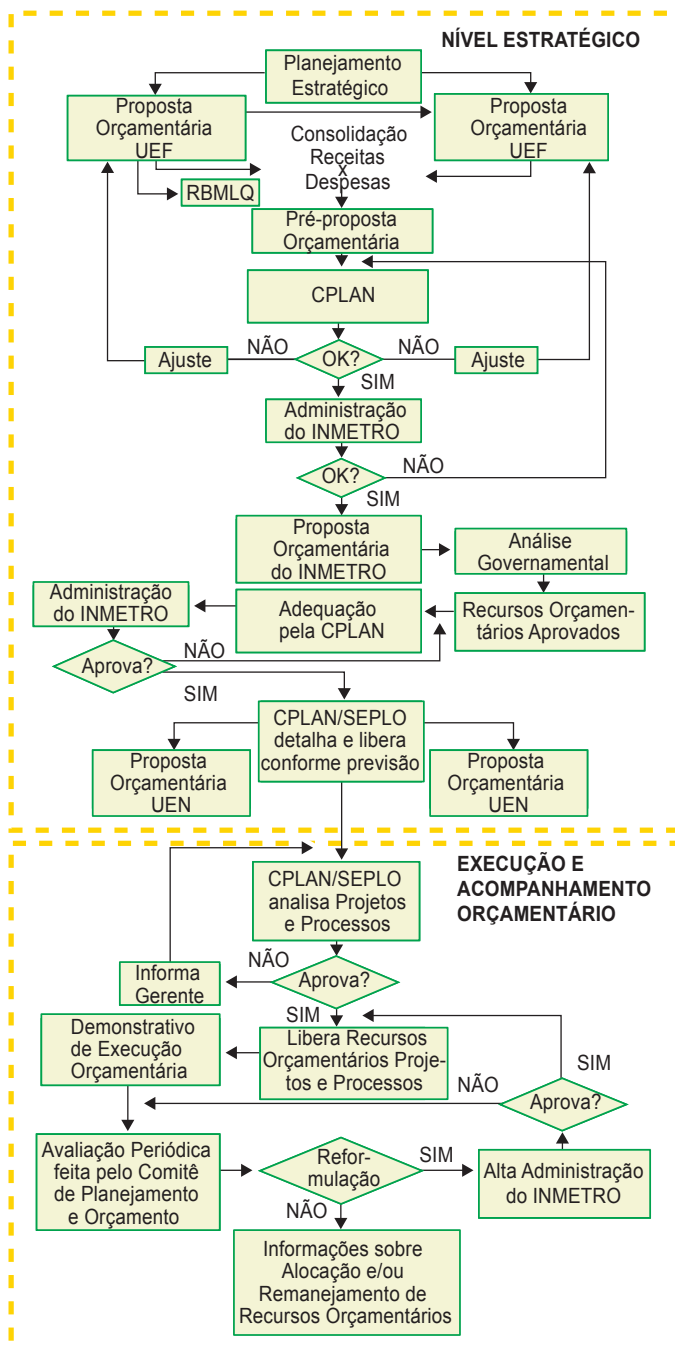 NÍVEL ESTRATÉGICO
Planejamento
Estratégico
Proposta
Orçamentária
UEF
Proposta
Orçamentária
UEF
Consolidação
Receitas
x
Despesas
RBMLQ
Pré-proposta
Orçamentária
CPLAN
Ajuste
NÃO
OK?
NÃO
Ajuste
SIM
Administração
do INMETRO
OK?
NÃO
SIM
Proposta
Orçamentária
do INMETRO
Análise
Governamental
Administração
do INMETRO
Adequação
pela CPLAN
Recursos Orçamen-
tários Aprovados
Aprova?
NÃO
SIM
CPLAN/SEPLO
detalha e libera
conforme previsão
Proposta
Orçamentária
UEN
Proposta
Orçamentária
UEN
EXECUÇÃO E
ACOMPANHAMENTO
ORÇAMENTÁRIO
CPLAN/SEPLO
analisa Projetos
e Processos
NÃO
Informa
Gerente
Aprova?
SIM
Demonstrativo
de Execução
Orçamentária
Libera Recursos
Orçamentários Proje-
tos e Processos
SIM
NÃO
Aprova?
Avaliação Periódica
feita pelo Comitê
de Planejamento
e Orçamento
Refor-
mulação
SIM
Alta Administração
do INMETRO
NÃO
Informações sobre
Alocação e/ou
Remanejamento de
Recursos Orçamentários